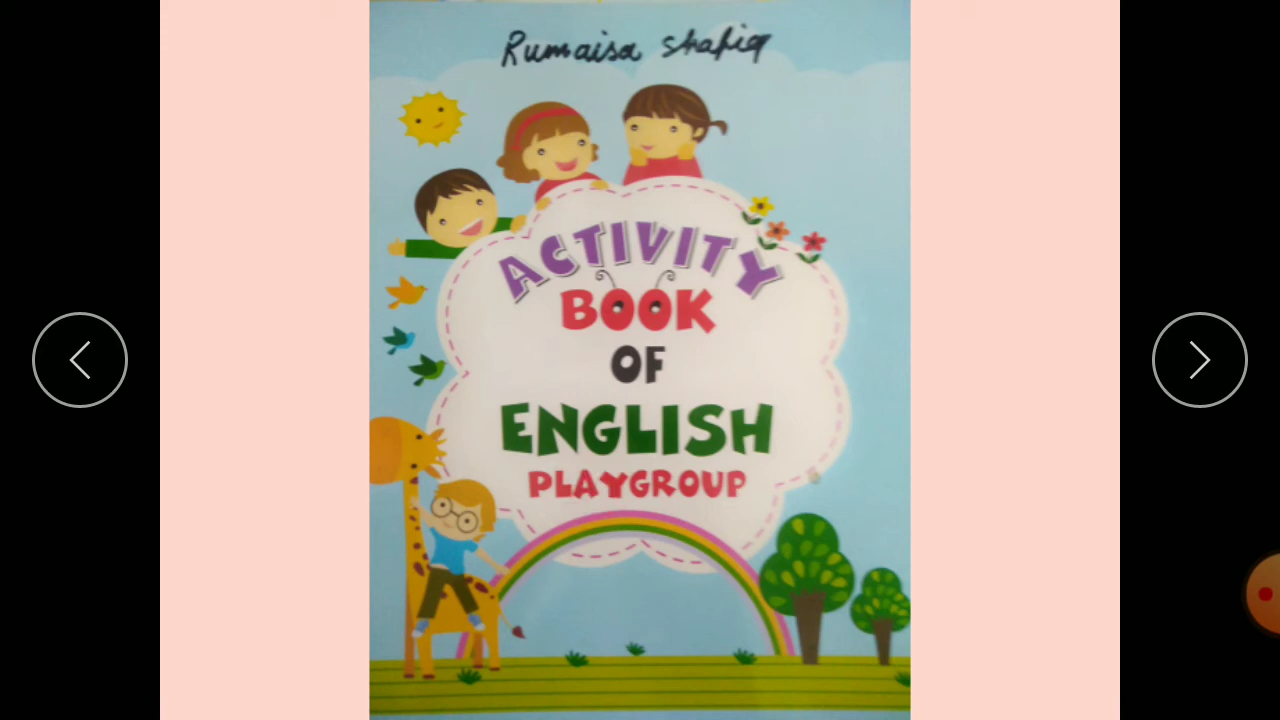 Rumaisa Shafiq
ACTIVITY
BOOK
OF
ENGLISH
PLAYGROUP